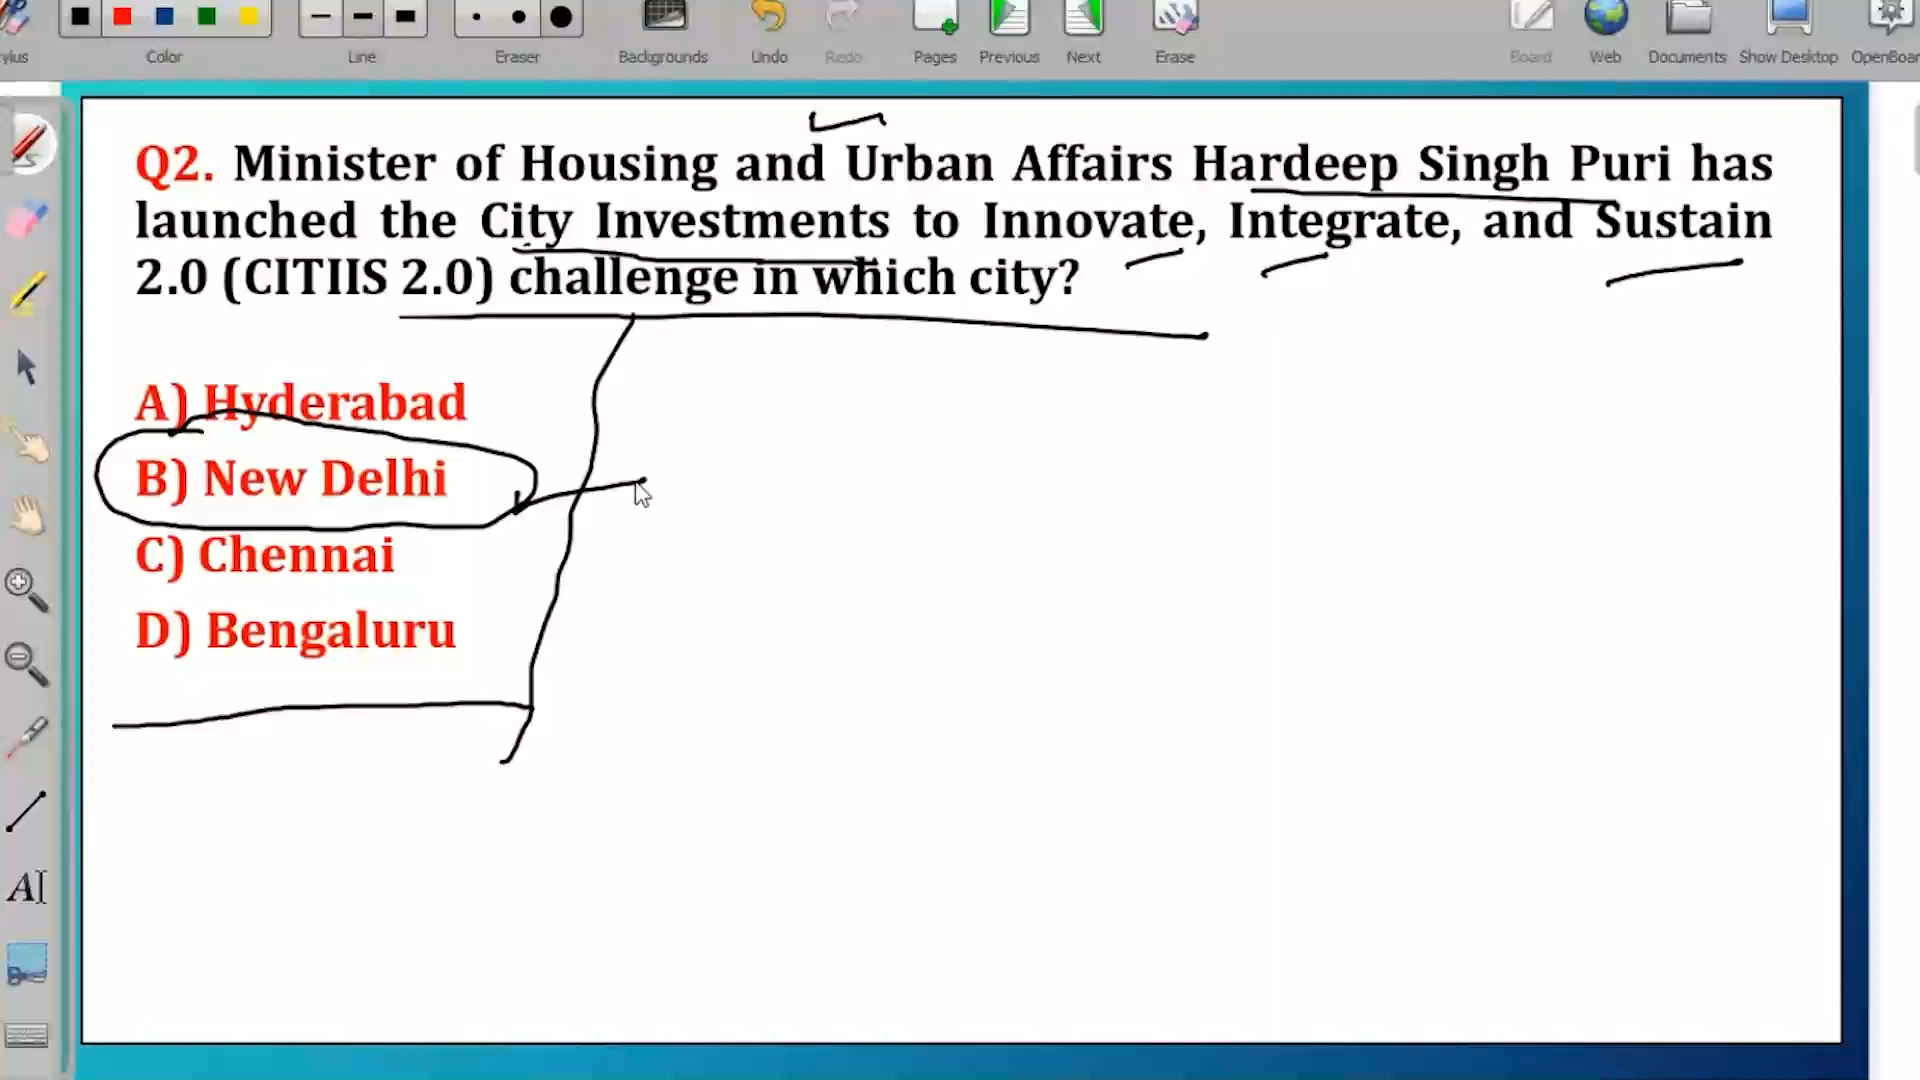 ylus
Color
Line
Eraser
Backgrounds
Undo
Redo
Pages
Previous
Next
Erase
Board
Web
Documents
Show Desktop
OpenBoar
Q2. Minister of Housing and Urban Affairs Hardeep Singh Puri has
launched the City Investments to Innovate, Integrate, and Sustain
2.0 (CITIIS 2.0) challenge in which city?
A) Hyderabad
B) New Delhi
C) Chennai
D) Bengaluru